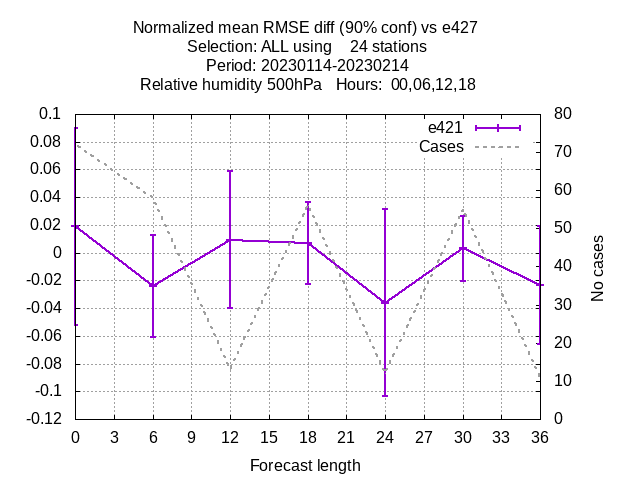 Normalized mean RMSE diff (90% conf) vs e427
Selection: ALL using    24 stations
Period: 20230114-20230214
Relative humidity 500hPa   Hours:  00,06,12,18
e421
Cases
0.1
0.08
0.06
0.04
0.02
0
-0.02
-0.04
-0.06
-0.08
-0.1
-0.12
80
70
60
50
40
30
20
10
0
No cases
0 3 6 9 12 15 18 21 24 27 30 33 36
Forecast length